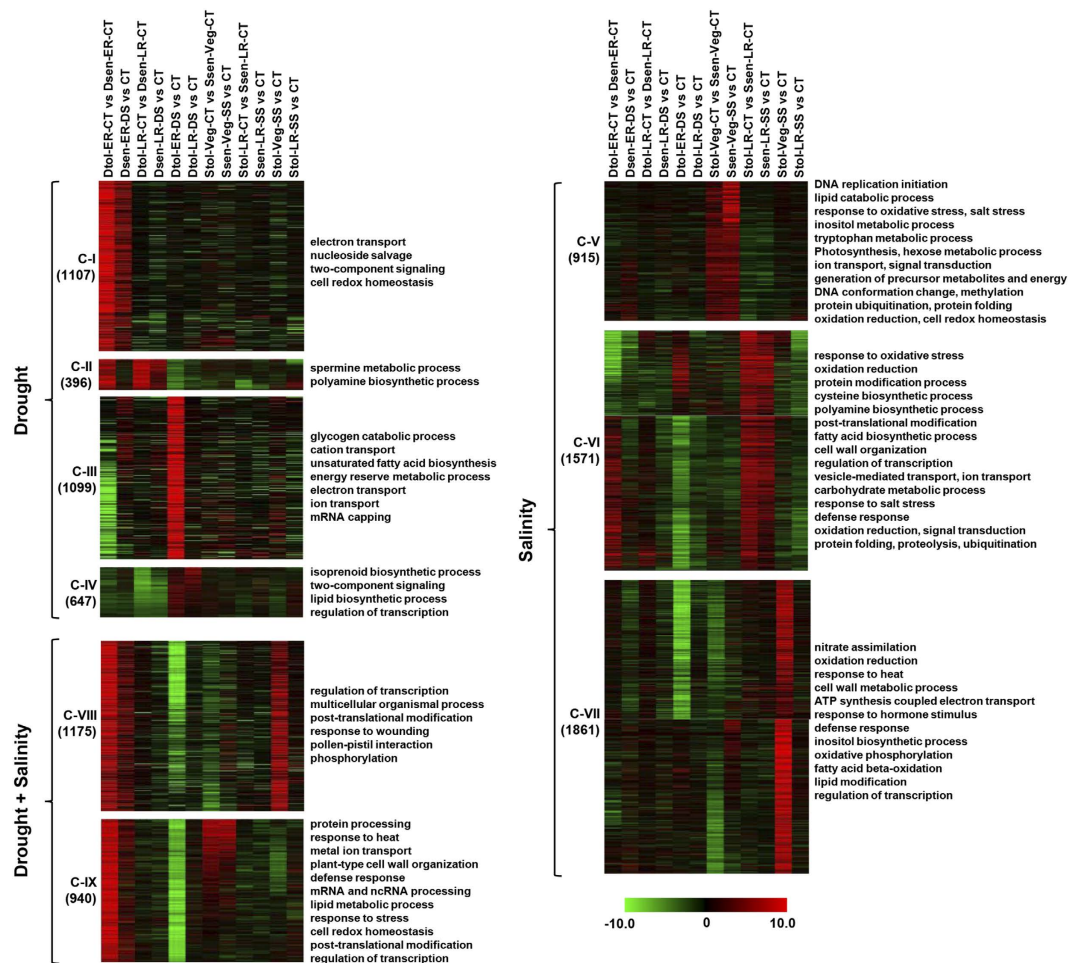 Dtol-ER-CT vs Dsen-ER-CT
Dsen-ER-DS vs CT
Dtol-LR-CT vs Dsen-LR-CT
Dsen-LR-DS vs CT
Dtol-ER-DS vs CT
Dtol-LR-DS vs CT
Stol-Veg-CT vs Ssen-Veg-CT
Ssen-Veg-SS vs CT
Stol-LR-CT vs Ssen-LR-CT
Ssen-LR-SS vs CT
Stol-Veg-SS vs CT
Stol-LR-SS vs CT
Drought
C-I
(1107)
electron transport
nucleoside salvage
two-component signaling
cell redox homeostasis
C-II
(396)
spermine metabolic process
polyamine biosynthetic process
C-III
(1099)
glycogen catabolic process
cation transport
unsaturated fatty acid biosynthesis
energy reserve metabolic process
electron transport
ion transport
mRNA capping
C-IV
(647)
isoprenoid biosynthetic process
two-component signaling
lipid biosynthetic process
regulation of transcription
Drought + Salinity
C-VIII
(1175)
regulation of transcription
multicellular organismal process
post-translational modification
response to wounding
pollen-pistil interaction
phosphorylation
C-IX
(940)
protein processing
response to heat
metal ion transport
plant-type cell wall organization
defense response
mRNA and ncRNA processing
lipid metabolic process
response to stress
cell redox homeostasis
post-translational modification
regulation of transcription
Dtol-ER-CT vs Dsen-ER-CT
Dsen-ER-DS vs CT
Dtol-LR-CT vs Dsen-LR-CT
Dsen-LR-DS vs CT
Dtol-ER-DS vs CT
Dtol-LR-DS vs CT
Stol-Veg-CT vs Ssen-Veg-CT
Ssen-Veg-SS vs CT
Stol-LR-CT vs Ssen-LR-CT
Ssen-LR-SS vs CT
Stol-Veg-SS vs CT
Stol-LR-SS vs CT
Salinity
C-V
(915)
DNA replication initiation
lipid catabolic process
response to oxidative stress, salt stress
inositol metabolic process
tryptophan metabolic process
Photosynthesis, hexose metabolic process
ion transport, signal transduction
generation of precursor metabolites and energy
DNA conformation change, methylation
protein ubiquitination, protein folding
oxidation reduction, cell redox homeostasis
C-VI
(1571)
response to oxidative stress
oxidation reduction
protein modification process
cysteine biosynthetic process
polyamine biosynthetic process
post-translational modification
fatty acid biosynthetic process
cell wall organization
regulation of transcription
vesicle-mediated transport, ion transport
carbohydrate metabolic process
response to salt stress
defense response
oxidation reduction, signal transduction
protein folding, proteolysis, ubiquitination
C-VII
(1861)
nitrate assimilation
oxidation reduction
response to heat
cell wall metabolic process
ATP synthesis coupled electron transport
response to hormone stimulus
defense response
inositol biosynthetic process
oxidative phosphorylation
fatty acid beta-oxidation
lipid modification
regulation of transcription
-10.0 0 10.0